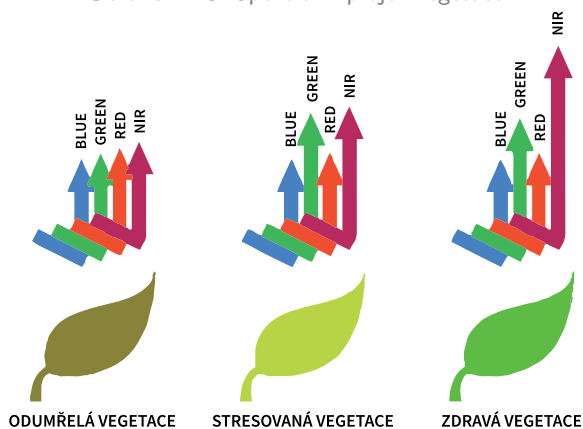 BLUE
GREEN
RED
NIR
BLUE
GREEN
RED
NIR
BLUE
GREEN
RED
NIR
ODUMŘELÁ VEGETACE
STRESOVANÁ VEGETACE
ZDRAVÁ VEGETACE